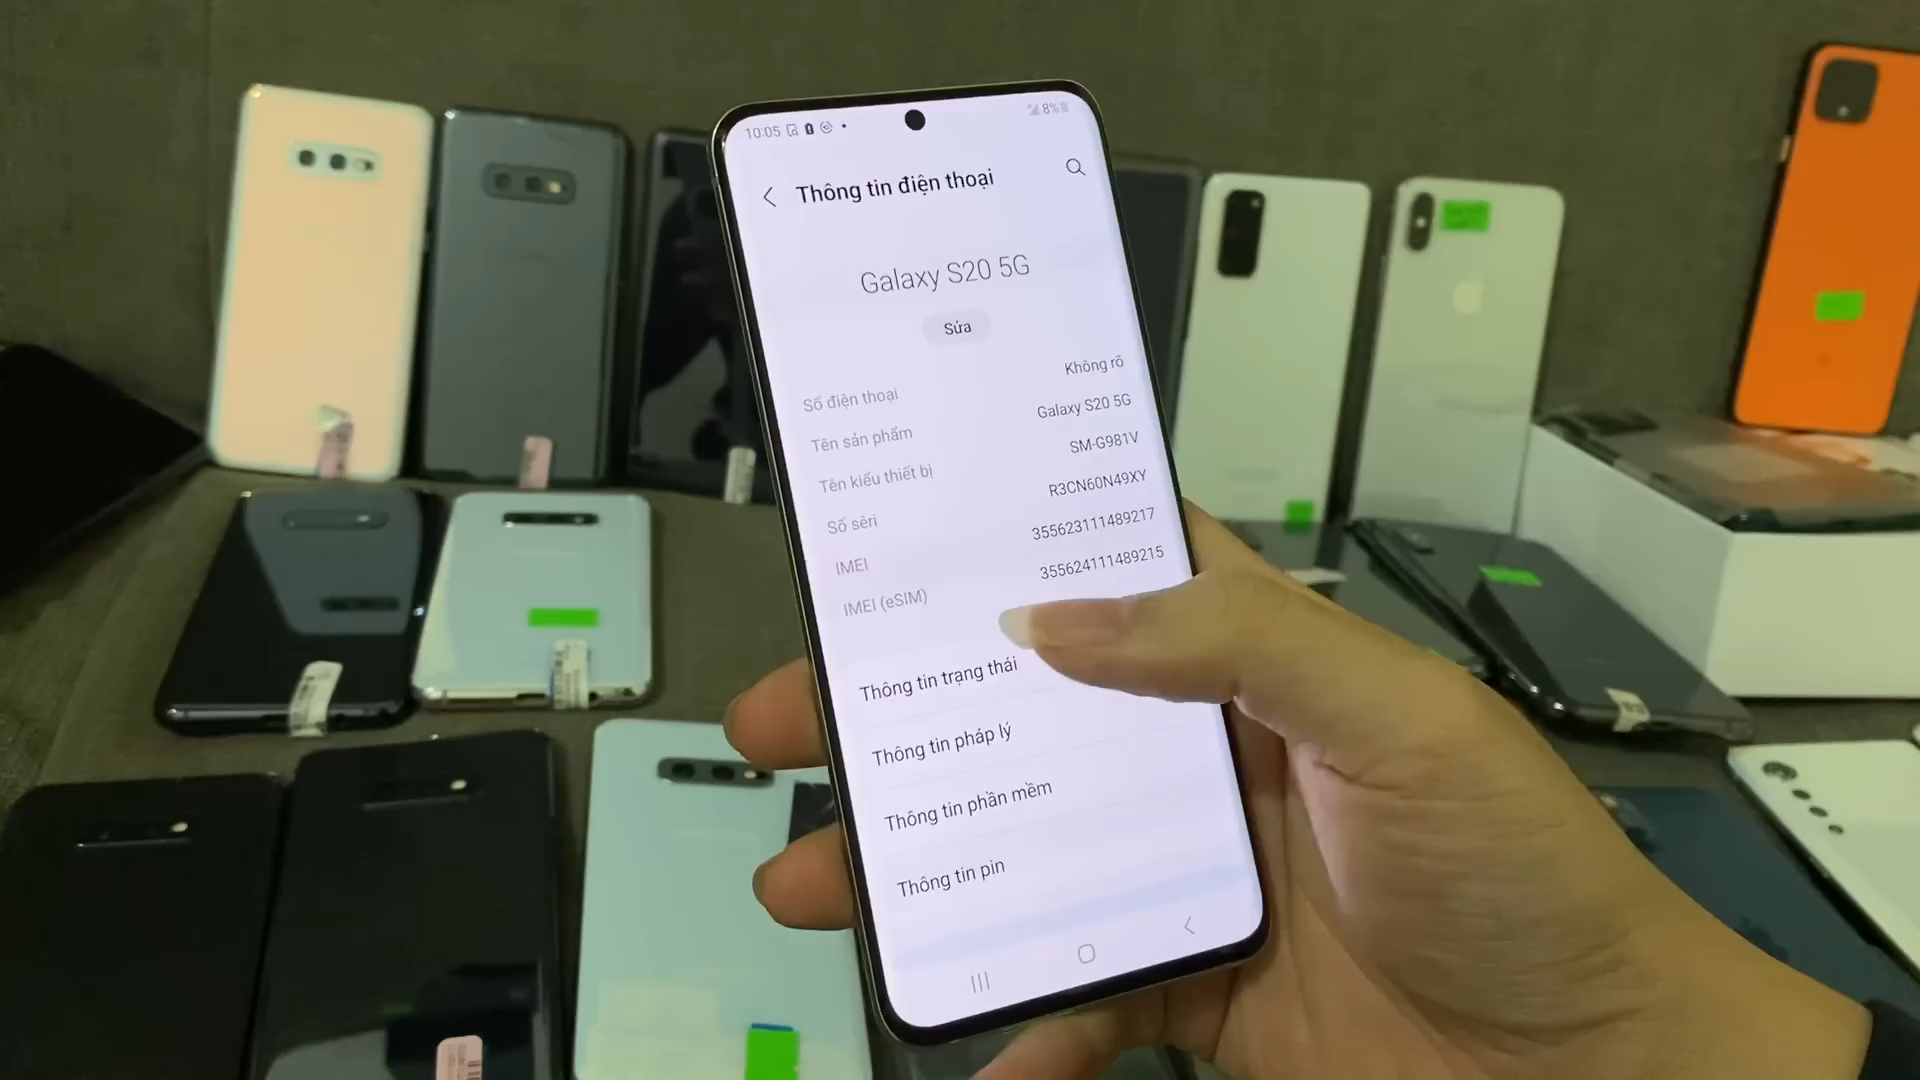 10:05
8%
Thông tin điện thoại
Galaxy S20 5G
Sửa
Số điện thoại
Không rõ
Tên sản phẩm
Galaxy S20 5G
Tên kiểu thiết bị
SM-G981V
Số sêri
R3CN60N49XY
IMEI
355623111489217
IMEI (eSIM)
355624111489215
Thông tin trạng thái
Thông tin pháp lý
Thông tin phần mềm
Thông tin pin